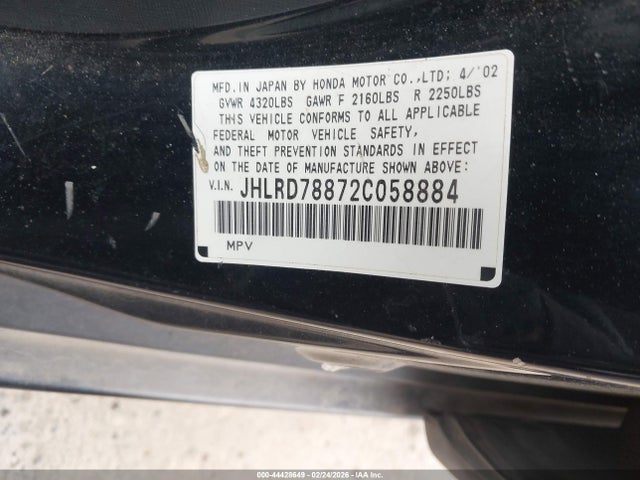 MFD. IN JAPAN BY HONDA MOTOR CO.,LTD; 4/'02
GVWR 4320LBS GAWR F 2160LBS R 2250LBS
THIS VEHICLE CONFORMS TO ALL APPLICABLE
FEDERAL MOTOR VEHICLE SAFETY,
AND THEFT PREVENTION STANDARDS IN EFFECT
ON THE DATE OF MANUFACTURE SHOWN ABOVE:
V.I.N. JHLRD78872C058884
MPV
000-44428649 02/24/2026 COPYRIGHT IAA, LLC.